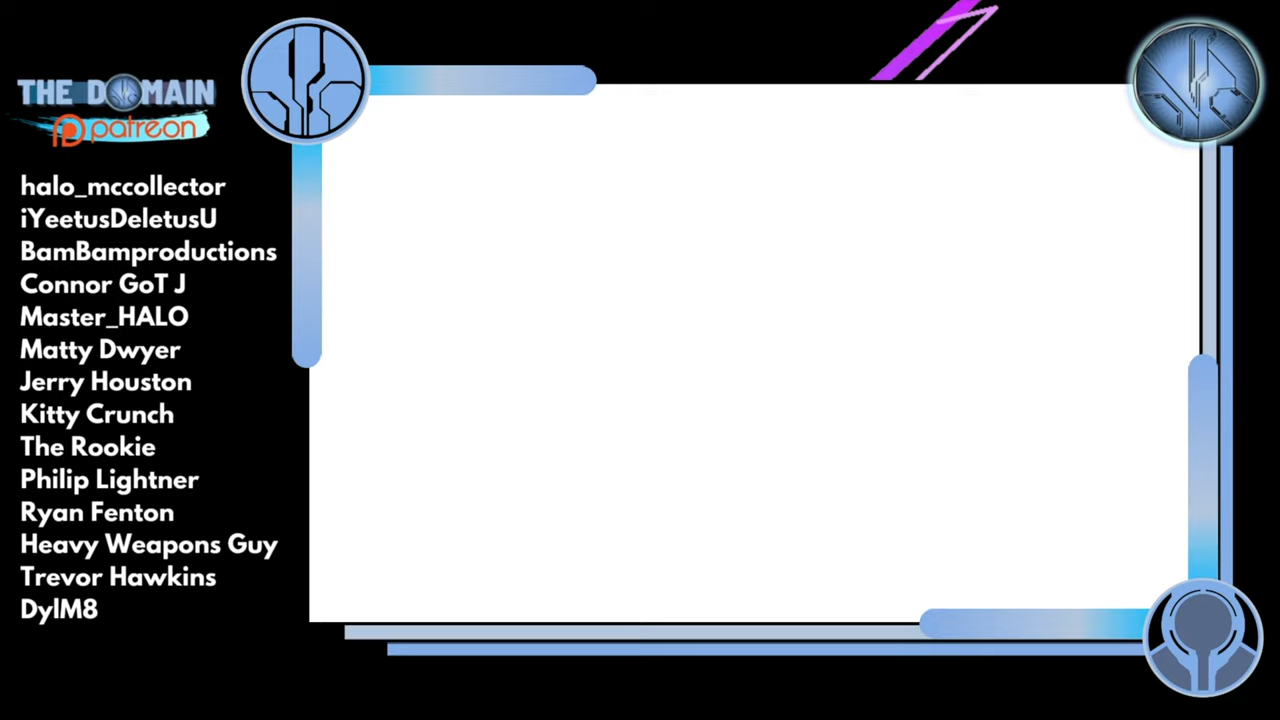 THE DOMAIN
patreon
halo_mccollector
iYeetusDeletusU
BamBamproductions
Connor GoT J
Master_HALO
Matty Dwyer
Jerry Houston
Kitty Crunch
The Rookie
Philip Lightner
Ryan Fenton
Heavy Weapons Guy
Trevor Hawkins
DylM8